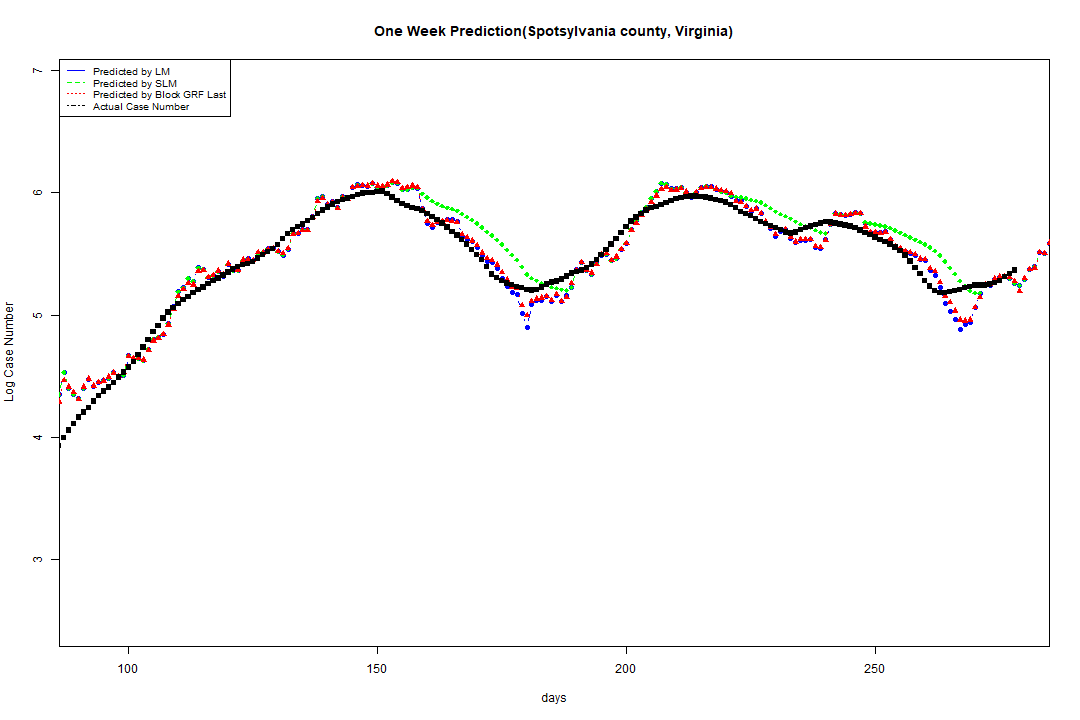 One Week Prediction(Spotsylvania county, Virginia)
Predicted by LM
Predicted by SLM
Predicted by Block GRF Last
Actual Case Number
7
6
5
4
3
Log Case Number
100 150 200 250
days